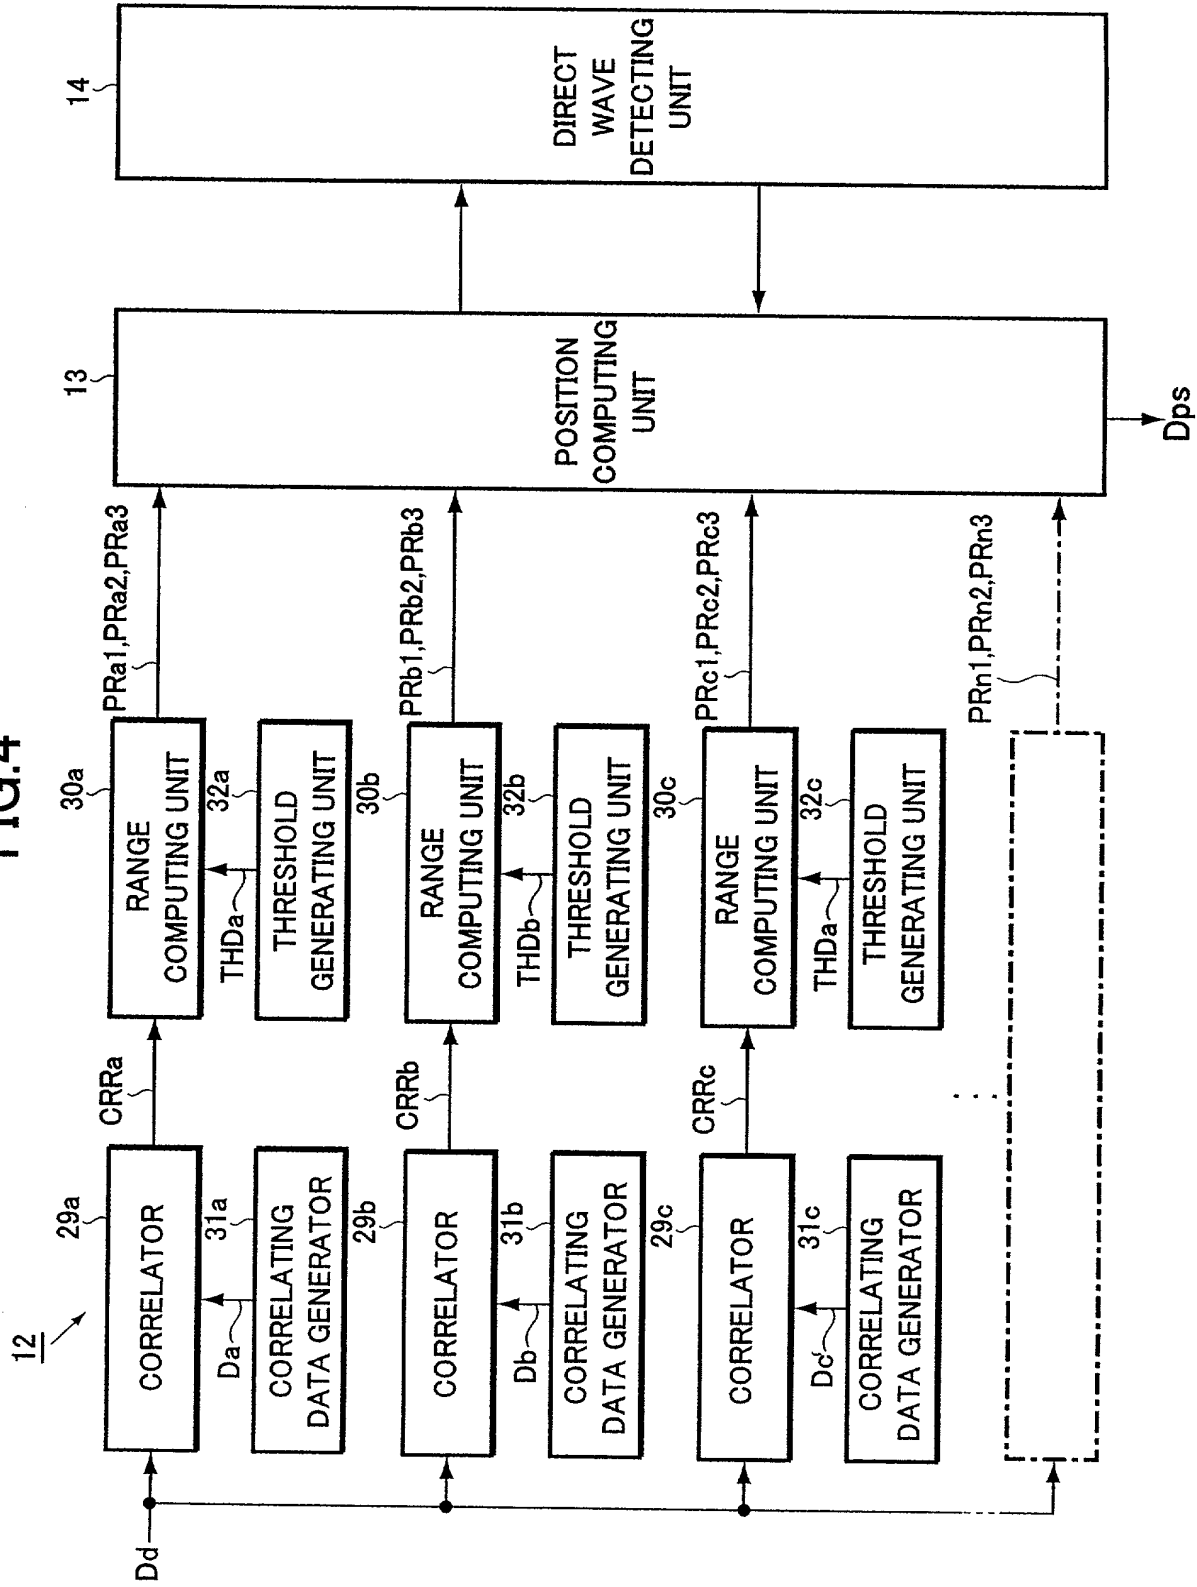 FIG.4
12
Dd
29a
CORRELATOR
CRRa
30a
RANGE
COMPUTING UNIT
PRa1,PRa2,PRa3
Da
31a
CORRELATING
DATA GENERATOR
THDa
32a
THRESHOLD
GENERATING UNIT
29b
CORRELATOR
CRRb
30b
RANGE
COMPUTING UNIT
PRb1,PRb2,PRb3
Db
31b
CORRELATING
DATA GENERATOR
THDb
32b
THRESHOLD
GENERATING UNIT
29c
CORRELATOR
CRRc
30c
RANGE
COMPUTING UNIT
PRc1,PRc2,PRc3
Dc
31c
CORRELATING
DATA GENERATOR
THDa
32c
THRESHOLD
GENERATING UNIT
PRn1,PRn2,PRn3
13
POSITION
COMPUTING
UNIT
Dps
14
DIRECT
WAVE
DETECTING
UNIT